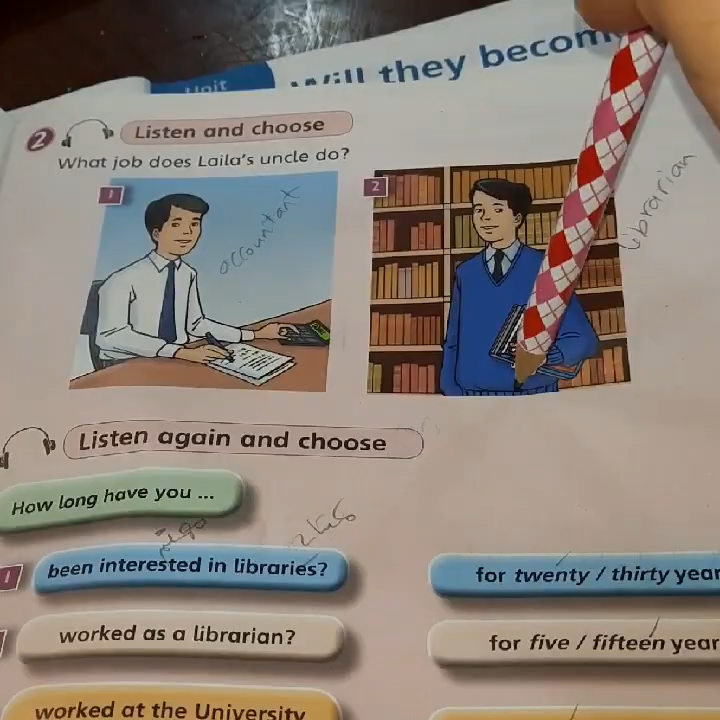 Unit
Will they becom
2
Listen and choose
What job does Laila's uncle do?
1
accountant
2
librarian
Listen again and choose
How long have you ...
1
been interested in libraries?
for twenty / thirty year
worked as a librarian?
for five / fifteen year
worked at the University